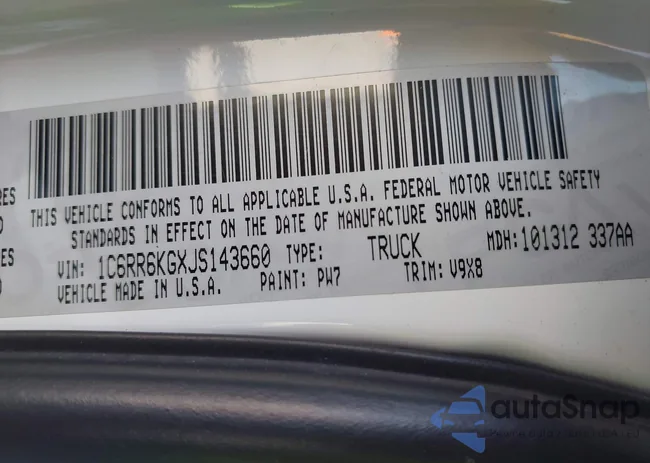 THIS VEHICLE CONFORMS TO ALL APPLICABLE U.S.A. FEDERAL MOTOR VEHICLE SAFETY
STANDARDS IN EFFECT ON THE DATE OF MANUFACTURE SHOWN ABOVE.
VIN: 1C6RR6KGXJS143660 TYPE: TRUCK MDH: 101312 337AA
VEHICLE MADE IN U.S.A. PAINT: PW7 TRIM: V9X8
autoSnap